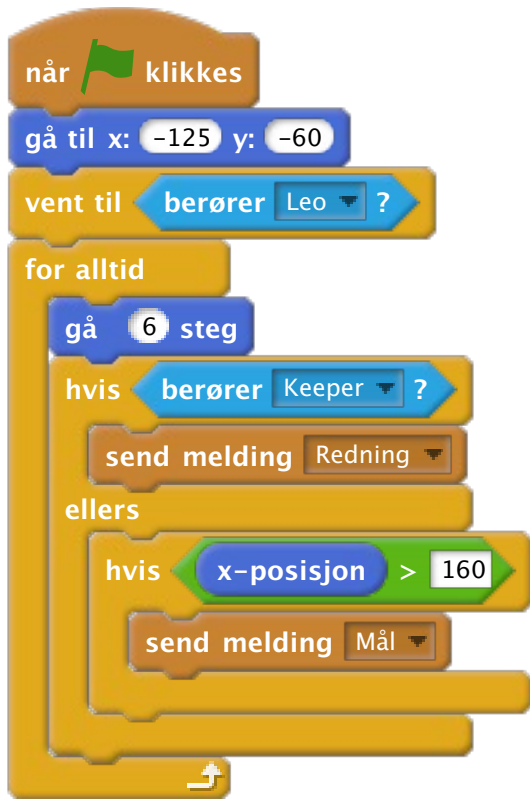 når klikkes
gå til x: -125 y: -60
vent til berører Leo ?
for alltid
gå 6 steg
hvis berører Keeper ?
send melding Redning
ellers
hvis x-posisjon > 160
send melding Mål